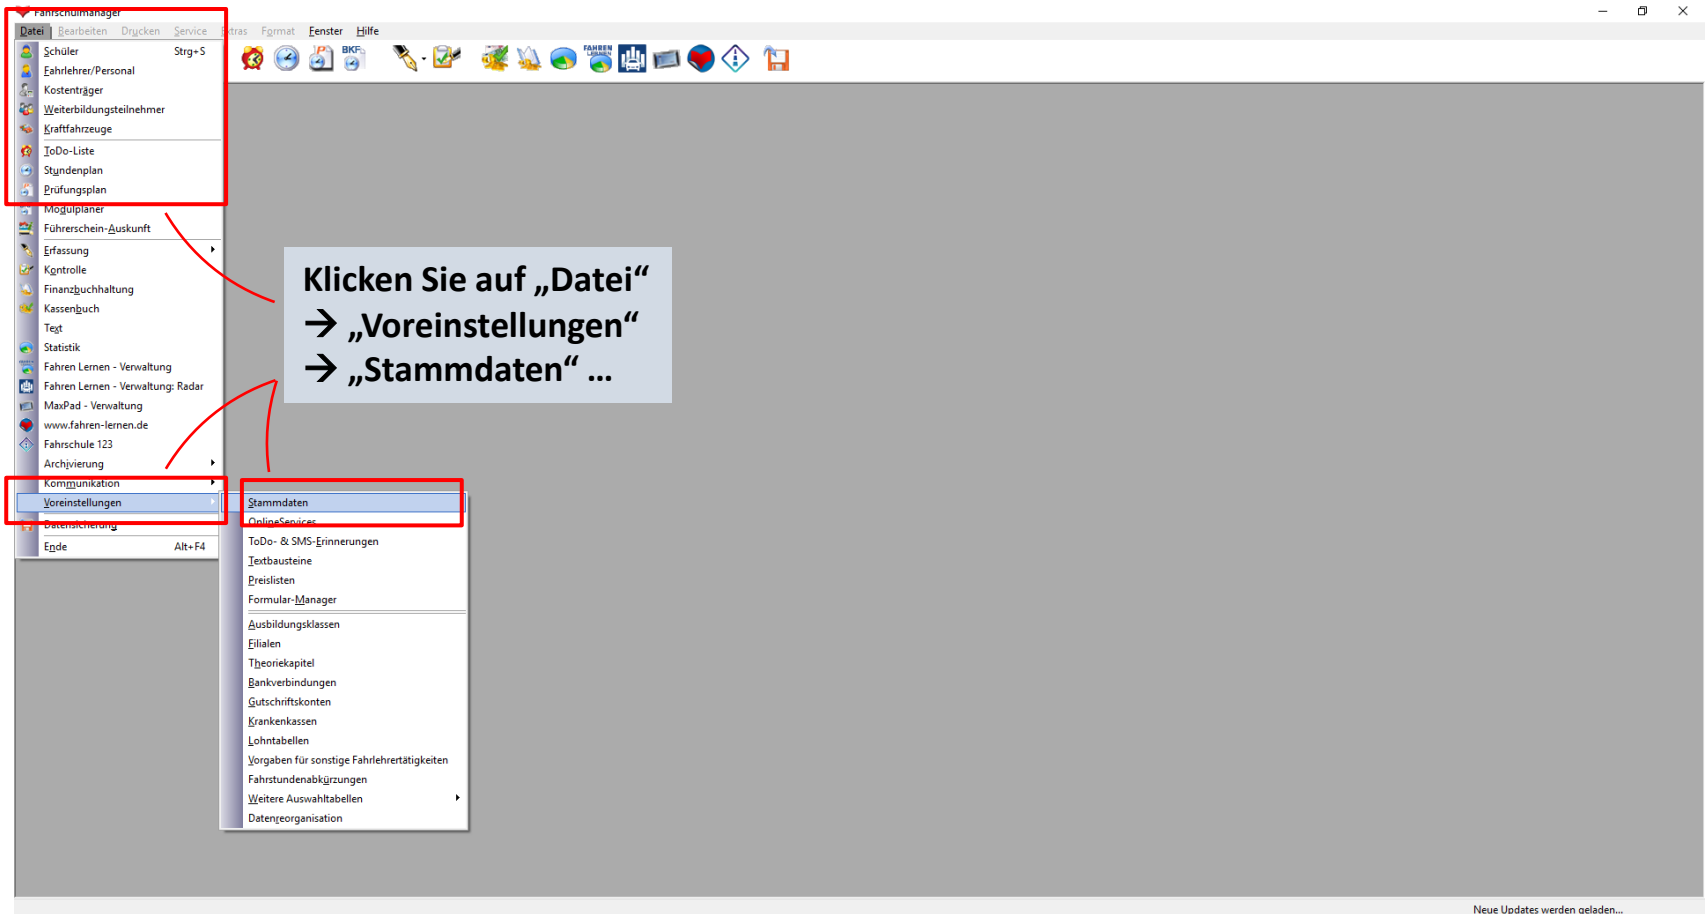 Fahrschulmanager
Datei Bearbeiten Drucken Service Extras Format Fenster Hilfe
Schüler Strg+S
Fahrlehrer/Personal
Kostenträger
Weiterbildungsteilnehmer
Kraftfahrzeuge
ToDo-Liste
Stundenplan
Prüfungsplan
Modulplaner
Führerschein-Auskunft
Erfassung
Kontrolle
Finanzbuchhaltung
Kassenbuch
Text
Statistik
Fahren Lernen - Verwaltung
Fahren Lernen - Verwaltung: Radar
MaxPad - Verwaltung
www.fahren-lernen.de
Fahrschule 123
Archivierung
Kommunikation
Voreinstellungen
Datensicherung
Ende Alt+F4
BKF
FAHREN
LERNEN
Klicken Sie auf „Datei“
→ „Voreinstellungen“
→ „Stammdaten“ ...
Stammdaten
OnlineServices
ToDo- & SMS-Erinnerungen
Textbausteine
Preislisten
Formular-Manager
Ausbildungsklassen
Filialen
Theoriekapitel
Bankverbindungen
Gutschriftskonten
Krankenkassen
Lohntabellen
Vorgaben für sonstige Fahrlehrertätigkeiten
Fahrstundenabkürzungen
Weitere Auswahltabellen
Datenreorganisation
Neue Updates werden geladen...